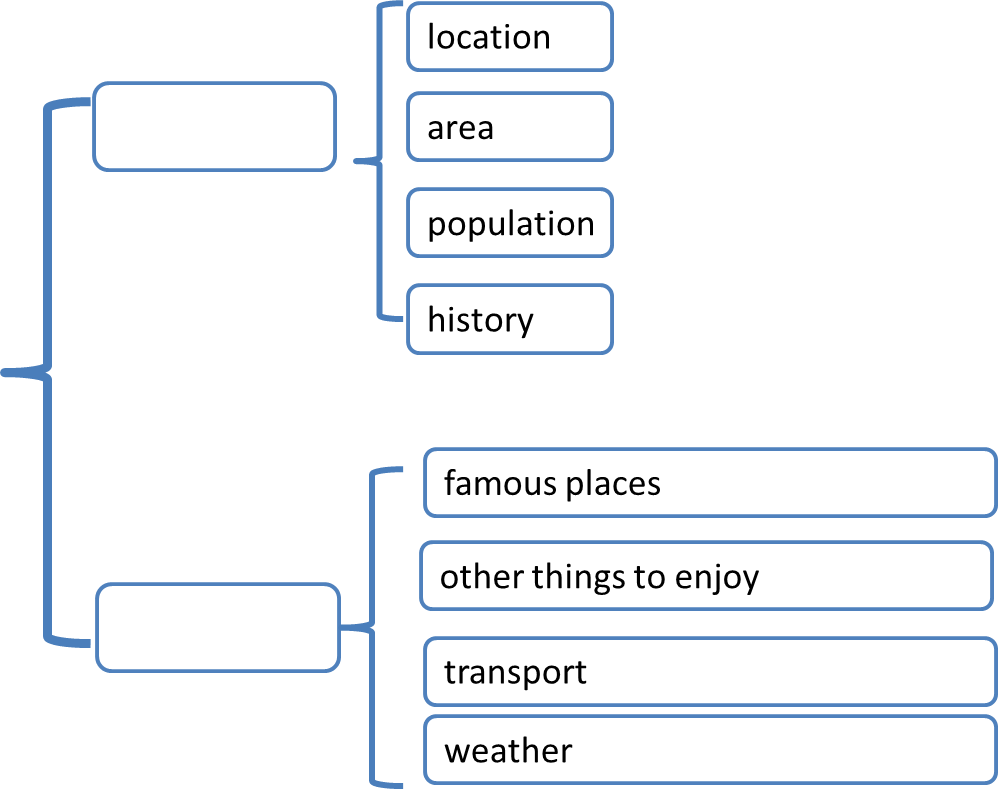 location
area
population
history
famous places
other things to enjoy
transport
weather